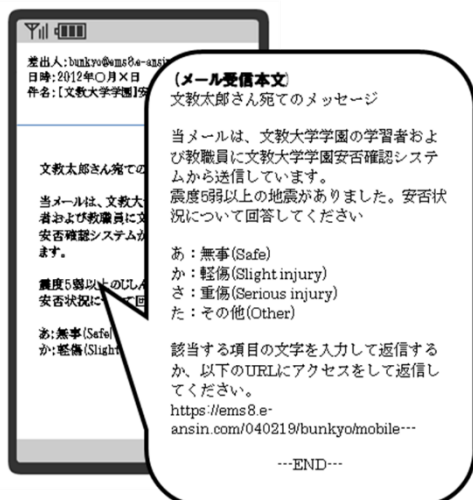 差出人:bunkyo@ems8.e-ansin
日時:2012年〇月×日
件名:【文教大学学園】安
文教太郎さん宛ての
当メールは、文教大
者および教職員に文
安否確認システムか
ます。
震度5弱以上のじしん
安否状況に
て回
あ:無事(Safe
か:軽傷(Slight
(メール受信本文)
文教太郎さん宛てのメッセージ
当メールは、文教大学学園の学習者およ
び教職員に文教大学学園安否確認システ
ムから送信しています。
震度5弱以上の地震がありました。安否状
況について回答してください
あ:無事(Safe)
か:軽傷(Slight injury)
さ:重傷(Serious injury)
た:その他(Other)
該当する項目の文字を入力して返信する
か、以下のURLにアクセスをして返信し
てください。
https://ems8.e-
ansin.com/040219/bunkyo/mobile---
---END---